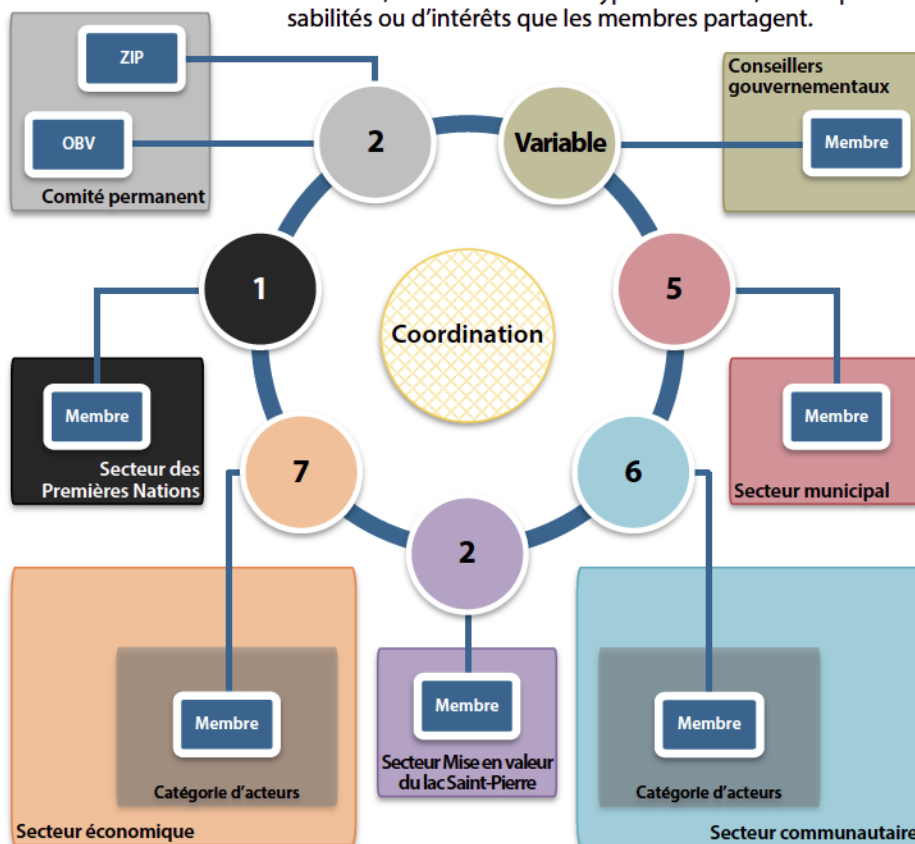 sabilités ou d’intérêts que les membres partagent.
ZIP
OBV
Comité permanent
2
Variable
Conseillers
gouvernementaux
Membre
1
Membre
Secteur des
Premières Nations
Coordination
5
Membre
Secteur municipal
7
Membre
Catégorie d’acteurs
Secteur économique
2
Membre
Secteur Mise en valeur
du lac Saint-Pierre
6
Membre
Catégorie d’acteurs
Secteur communautaire